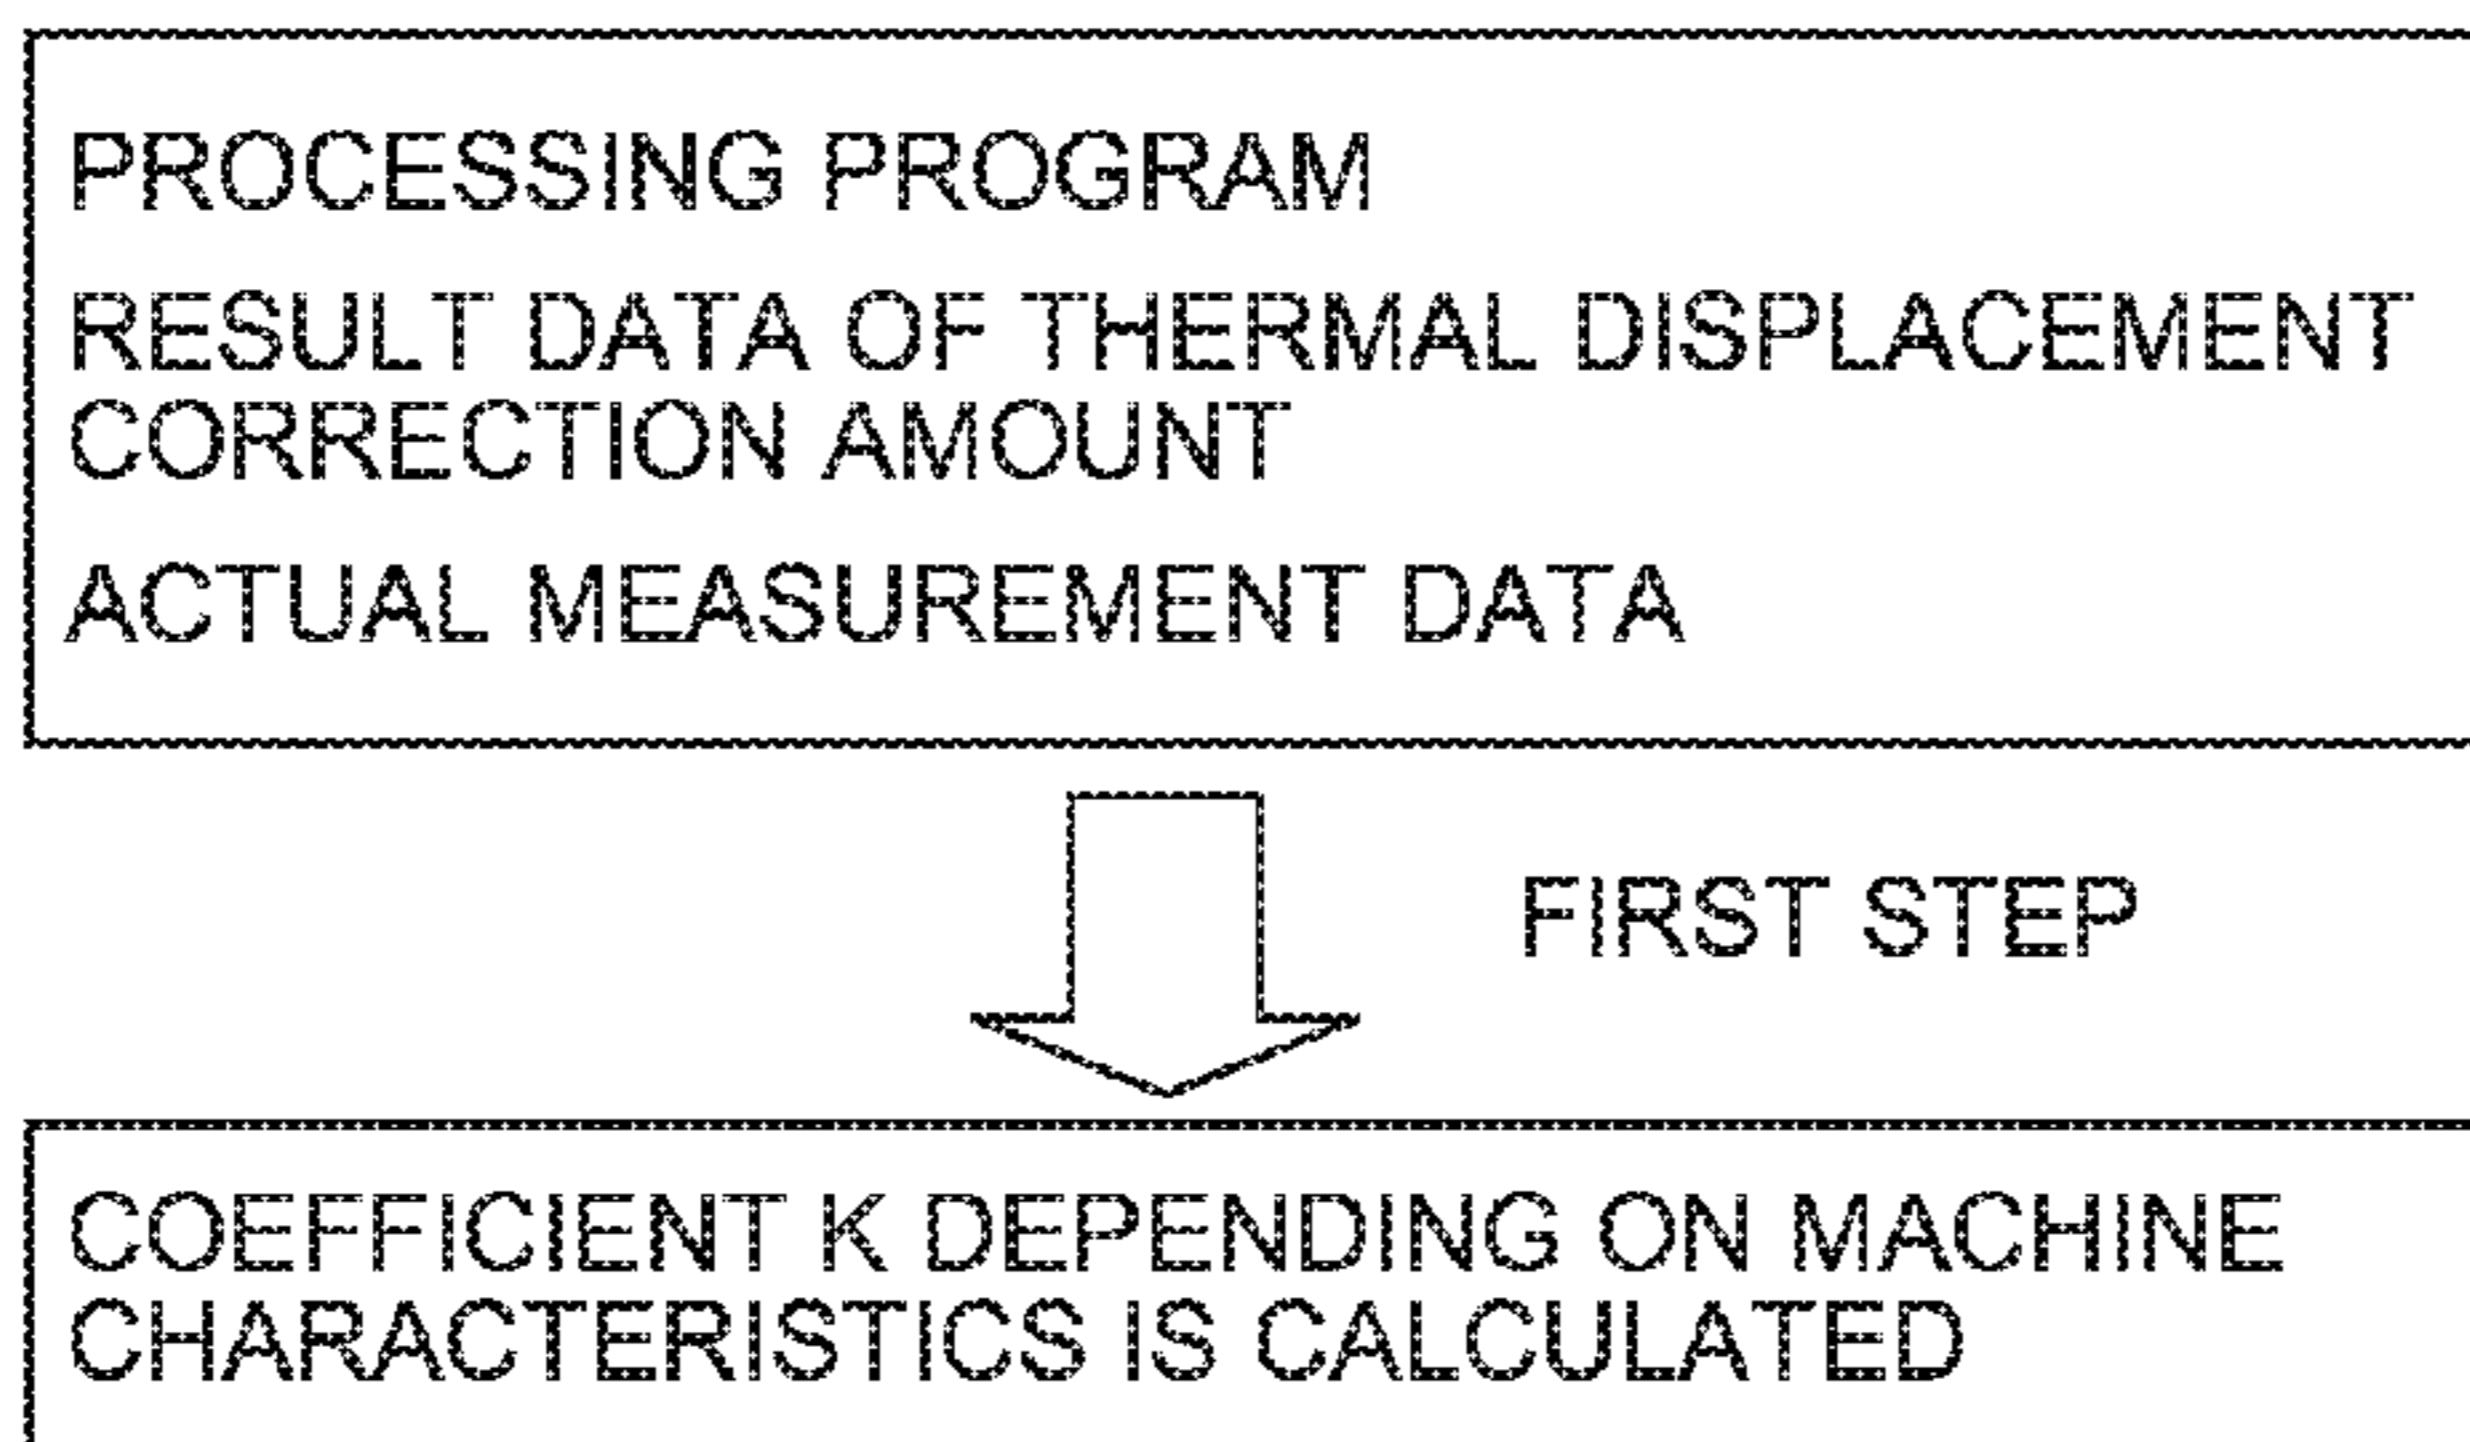 PROCESSING PROGRAM
RESULT DATA OF THERMAL DISPLACEMENT
CORRECTION AMOUNT
ACTUAL MEASUREMENT DATA
FIRST STEP
COEFFICIENT K DEPENDING ON MACHINE
CHARACTERISTICS IS CALCULATED